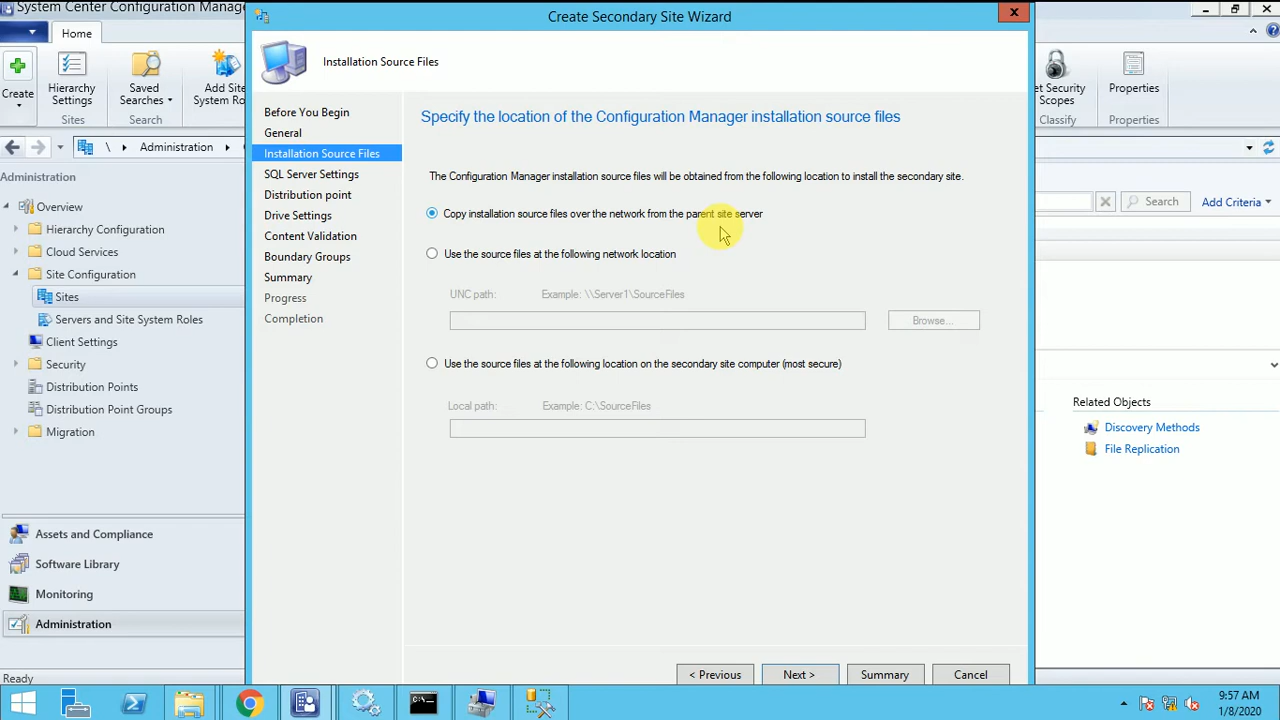 System Center Configuration Manag
Create Secondary Site Wizard
Home
Create
Hierarchy
Settings
Saved
Searches
Add Site
System Ro
Sites
Search
et Security
Scopes
Properties
Classify
Properties
\
Administration
Administration
Overview
Hierarchy Configuration
Cloud Services
Site Configuration
Sites
Servers and Site System Roles
Client Settings
Security
Distribution Points
Distribution Point Groups
Migration
Assets and Compliance
Software Library
Monitoring
Administration
Ready
Installation Source Files
Before You Begin
General
Installation Source Files
SQL Server Settings
Distribution point
Drive Settings
Content Validation
Boundary Groups
Summary
Progress
Completion
Specify the location of the Configuration Manager installation source files
The Configuration Manager installation source files will be obtained from the following location to install the secondary site.
Copy installation source files over the network from the parent site server
Use the source files at the following network location
UNC path: Example: \\Server1\SourceFiles
Browse...
Use the source files at the following location on the secondary site computer (most secure)
Local path: Example: C:\SourceFiles
< Previous
Next >
Summary
Cancel
Search
Add Criteria
Related Objects
Discovery Methods
File Replication
9:57 AM
1/8/2020